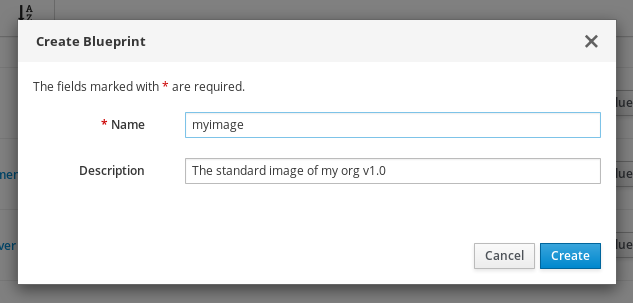 A
Z
Create Blueprint
The fields marked with * are required.
* Name
myimage
Description
The standard image of my org v1.0
Cancel
Create